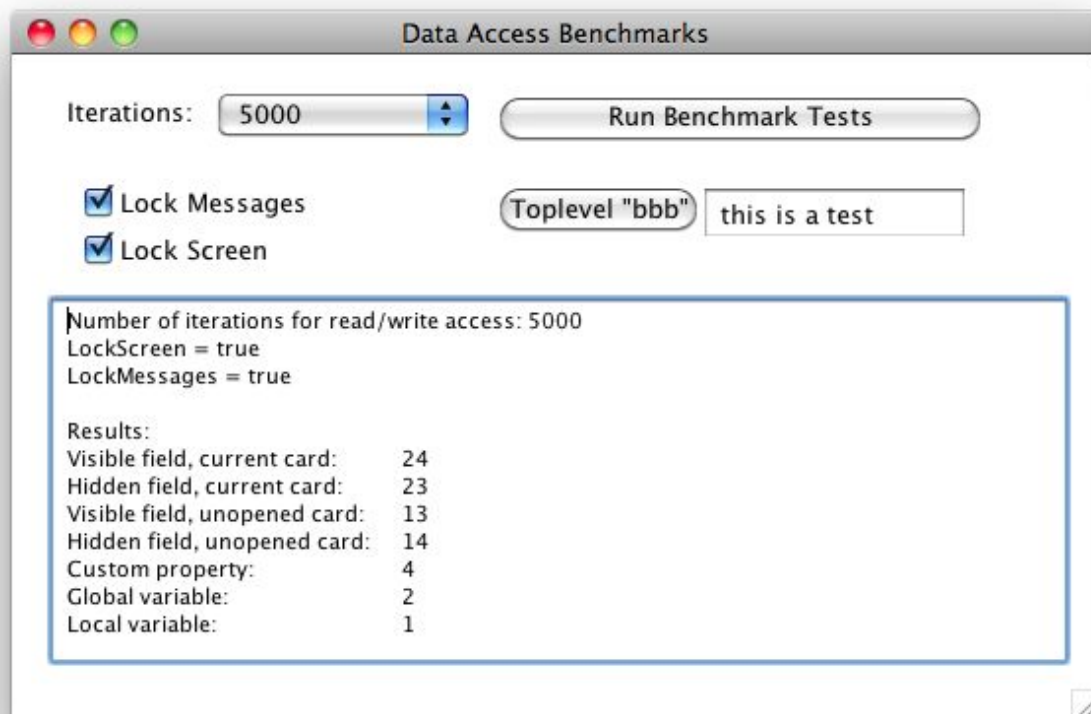 Data Access Benchmarks
Iterations: 5000 Run Benchmark Tests
Lock Messages Toplevel "bbb" this is a test
Lock Screen
Number of iterations for read/write access: 5000
LockScreen = true
LockMessages = true
Results:
Visible field, current card: 24
Hidden field, current card: 23
Visible field, unopened card: 13
Hidden field, unopened card: 14
Custom property: 4
Global variable: 2
Local variable: 1